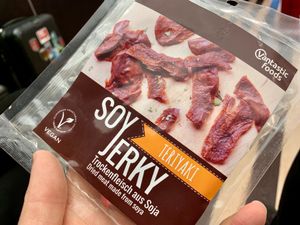 Vantastic
Foods
TERIYAKI
SOY
JERKY
VEGAN
Trockenfleisch aus Soja
Dried meat made from soya